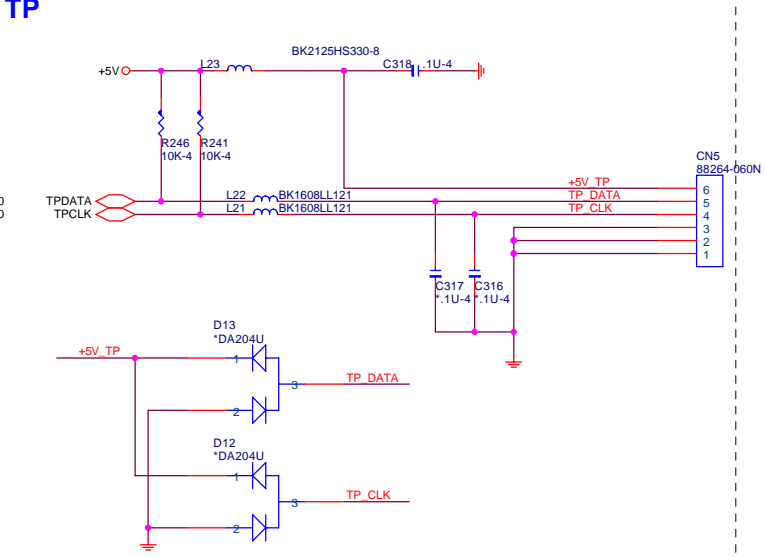 TP
BK2125HS330-8
+5V
L23
C318
.1U-4
R246
10K-4
R241
10K-4
CN5
88264-060N
0
TPDATA
L22
BK1608LL121
0
TPCLK
L21
BK1608LL121
+5V_TP
TP_DATA
TP_CLK
6
5
4
3
2
1
C317
*.1U-4
C316
*.1U-4
D13
*DA204U
+5V_TP
1
2
3
TP_DATA
D12
*DA204U
1
2
3
TP_CLK